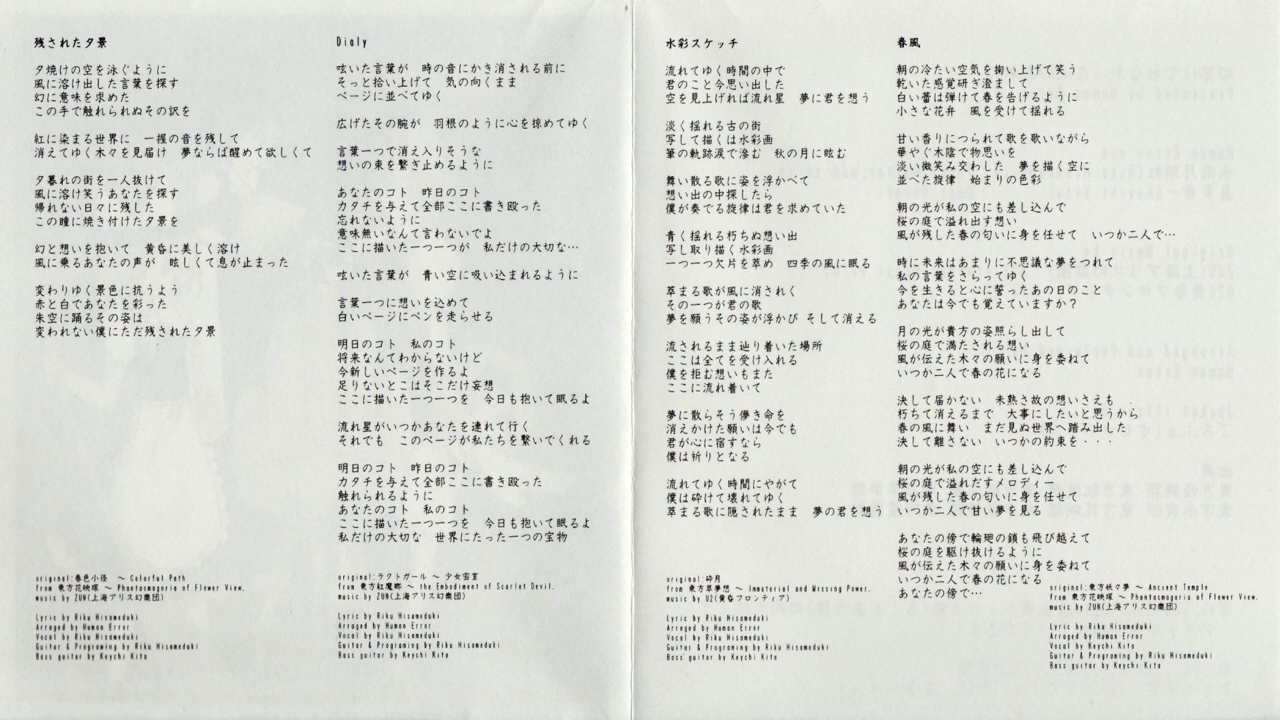 残された夕景
夕焼けの空を泳ぐように
風に溶け出した言葉を探す
幻に意味を求めた
この手で触れられぬその訳を
紅に染まる世界に　一握の音を残して
消えてゆく木々を見届け　夢ならば醒めて欲しくて
夕暮れの街を一人抜けて
風に溶け笑うあなたを探す
帰れない日々に残した
この瞳に焼き付けた夕景を
幻と想いを抱いて　黄昏に美しく溶け
風に乗るあなたの声が　眩しくて息が止まった
変わりゆく景色に抗うよう
赤と白であなたを彩った
朱空に踊るその姿は
変われない僕にただ残された夕景
original:春色小径　～ Colorful Path
from 東方花映塚 ～ Phantasmagoria of Flower View.
music by ZUN(上海アリス幻樂団)
Lyric by Riku Hisameduki
Arraged by Human Error
Vocal by Riku Hisameduki
Guitar & Programing by Riku Hisameduki
Bass guitar by Keychi Kita
Dialy
呟いた言葉が　時の音にかき消される前に
そっと拾い上げて　気の向くまま
ページに並べてゆく
広げたその腕が　羽根のように心を掠めてゆく
言葉一つで消え入りそうな
想いの束を繋ぎ止めるように
あなたのコト　昨日のコト
カタチを与えて全部ここに書き殴った
忘れないように
意味無いなんて言わないでよ
ここに描いた一つ一つが　私だけの大切な…
呟いた言葉が　青い空に吸い込まれるように
言葉一つに想いを込めて
白いページにペンを走らせる
明日のコト　私のコト
将来なんてわからないけど
今新しいページを作るよ
足りないとこはそこだけ妄想
ここに描いた一つ一つを　今日も抱いて眠るよ
流れ星がいつかあなたを連れて行く
それでも　このページが私たちを繋いでくれる
明日のコト　昨日のコト
カタチを与えて全部ここに書き殴った
触れられるように
あなたのコト　私のコト
ここに描いた一つ一つを　今日も抱いて眠るよ
私だけの大切な　世界にたった一つの宝物
original:ラクトガール ～ 少女密室
from 東方紅魔郷 ～ the Embodiment of Scarlet Devil.
music by ZUN(上海アリス幻樂団)
Lyric by Riku Hisameduki
Arraged by Human Error
Vocal by Riku Hisameduki
Guitar & Programing by Riku Hisameduki
Bass guitar by Keychi Kita
水彩スケッチ
流れてゆく時間の中で
君のこと今思い出した
空を見上げれば流れ星　夢に君を想う
淡く揺れる古の街
写して描くは水彩画
筆の軌跡涙で滲む　秋の月に眩む
舞い散る歌に姿を浮かべて
想い出の中探したら
僕が奏でる旋律は君を求めていた
青く揺れる朽ちぬ想い出
写し取り描く水彩画
一つ一つ欠片を萃め　四季の風に眠る
萃まる歌が風に消されく
その一つが君の歌
夢を願うその姿が浮かび そして消える
流されるまま辿り着いた場所
ここは全てを受け入れる
僕を拒む想いもまた
ここに流れ着いて
夢に散らそう儚き命を
消えかけた願いは今でも
君が心に宿すなら
僕は祈りとなる
流れてゆく時間にやがて
僕は砕けて壊れてゆく
萃まる歌に隠されたまま　夢の君を想う
original:砕月
from 東方萃夢想 ～ Immaterial and Missing Power.
music by U2(黄昏フロンティア)
Lyric by Riku Hisameduki
Arraged by Human Error
Vocal by Riku Hisameduki
Guitar & Programing by Riku Hisameduki
Bass guitar by Keychi Kita
春風
朝の冷たい空気を掬い上げて笑う
乾いた感覚研ぎ澄まして
白い蕾は弾けて春を告げるように
小さな花弁　風を受けて揺れる
甘い香りにつられて歌を歌いながら
華やぐ木陰で物思いを
淡い微笑み交わした　夢を描く空に
並べた旋律　始まりの色彩
朝の光が私の空にも差し込んで
桜の庭で溢れ出す想い
風が残した春の匂いに身を任せて　いつか二人で…
時に未来はあまりに不思議な夢をつれて
私の言葉をさらってゆく
今を生きると心に誓ったあの日のこと
あなたは今でも覚えていますか？
月の光が貴方の姿照らし出して
桜の庭で満たされる想い
風が伝えた木々の願いに身を委ねて
いつか二人で春の花になる
決して届かない　未熟さ故の想いさえも
朽ちて消えるまで　大事にしたいと思うから
春の風に舞い　まだ見ぬ世界へ踏み出した
決して離さない　いつかの約束を・・・
朝の光が私の空にも差し込んで
桜の庭で溢れだすメロディー
風が残した春の匂いに身を任せて
いつか二人で甘い夢を見る
あなたの傍で輪廻の鎖も飛び越えて
桜の庭を駆け抜けるように
風が伝えた木々の願いに身を委ねて
いつか二人で春の花になる
あなたの傍で…
original:東方妖々夢 ～ Ancient Temple
from 東方花映塚 ～ Phantasmagoria of Flower View.
music by ZUN(上海アリス幻樂団)
Lyric by Riku Hisameduki
Arraged by Human Error
Vocal by Riku Hisameduki
Guitar & Programing by Riku Hisameduki
Bass guitar by Keychi Kita